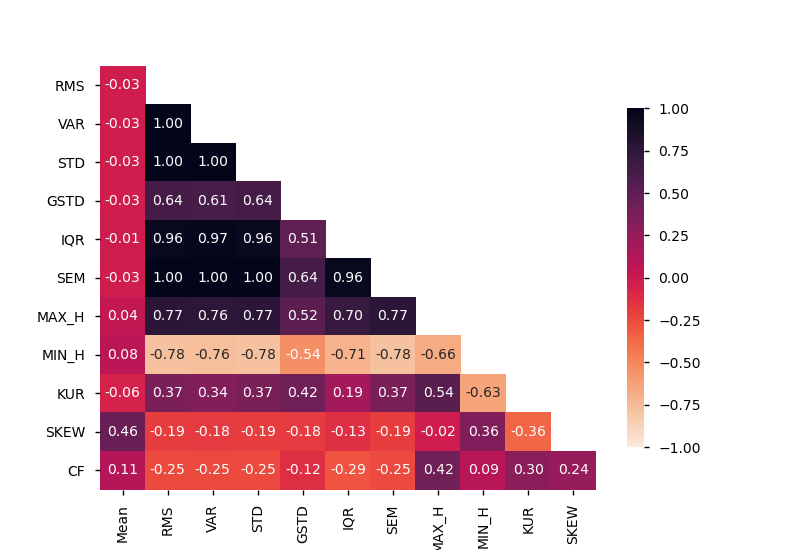 RMS -0.03
VAR -0.03 1.00
STD -0.03 1.00 1.00
GSTD -0.03 0.64 0.61 0.64
IQR -0.01 0.96 0.97 0.96 0.51
SEM -0.03 1.00 1.00 1.00 0.64 0.96
MAX_H 0.04 0.77 0.76 0.77 0.52 0.70 0.77
MIN_H 0.08 -0.78 -0.76 -0.78 -0.54 -0.71 -0.78 -0.66
KUR -0.06 0.37 0.34 0.37 0.42 0.19 0.37 0.54 -0.63
SKEW 0.46 -0.19 -0.18 -0.19 -0.18 -0.13 -0.19 -0.02 0.36 -0.36
CF 0.11 -0.25 -0.25 -0.25 -0.12 -0.29 -0.25 0.42 0.09 0.30 0.24
Mean RMS VAR STD GSTD IQR SEM MAX_H MIN_H KUR SKEW
1.00
0.75
0.50
0.25
0.00
−0.25
−0.50
−0.75
−1.00